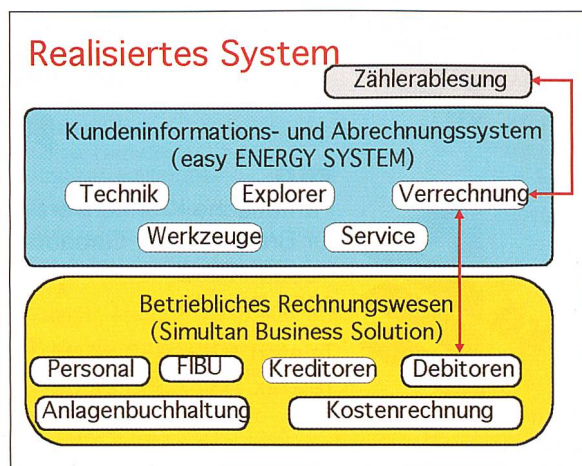 Realisiertes System
Zählerablesung
Kundeninformations- und Abrechnungssystem
(easy ENERGY SYSTEM)
Technik
Explorer
Verrechnung
Werkzeuge
Service
Betriebliches Rechnungswesen
(Simultan Business Solution)
Personal
FIBU
Kreditoren
Debitoren
Anlagenbuchhaltung
Kostenrechnung